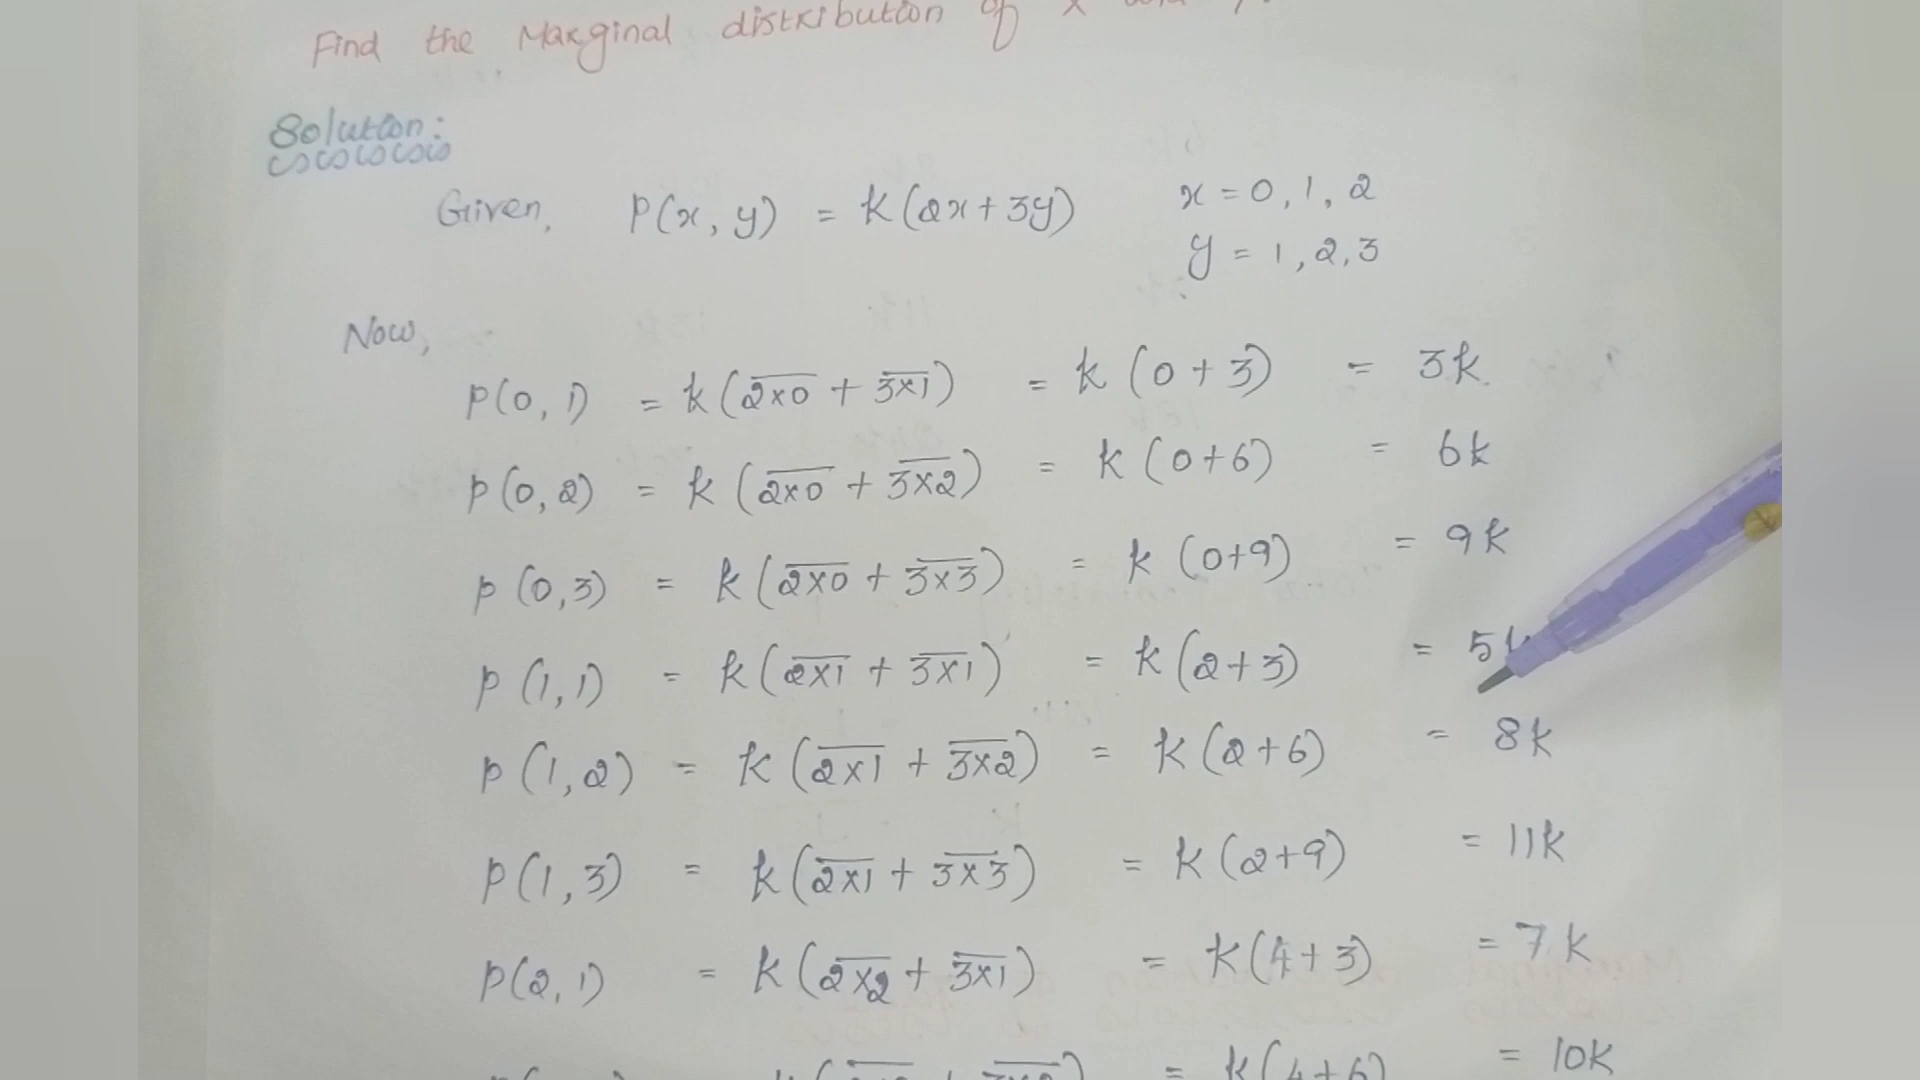 Find the Marginal distribution of x
Solution:
Given, P(x, y) = k(2x+3y) x = 0, 1, 2
y = 1, 2, 3
Now,
P(0, 1) = k(2×0 + 3×1) = k(0+3) = 3k
P(0, 2) = k(2×0 + 3×2) = k(0+6) = 6k
P(0,3) = k(2×0 + 3×3) = k(0+9) = 9k
P(1,1) = k(2×1 + 3×1) = k(2+3) = 5k
P(1,2) = k(2×1 + 3×2) = k(2+6) = 8k
P(1,3) = k(2×1 + 3×3) = k(2+9) = 11k
P(2,1) = k(2×2 + 3×1) = k(4+3) = 7k
= k(4+6) = 10k